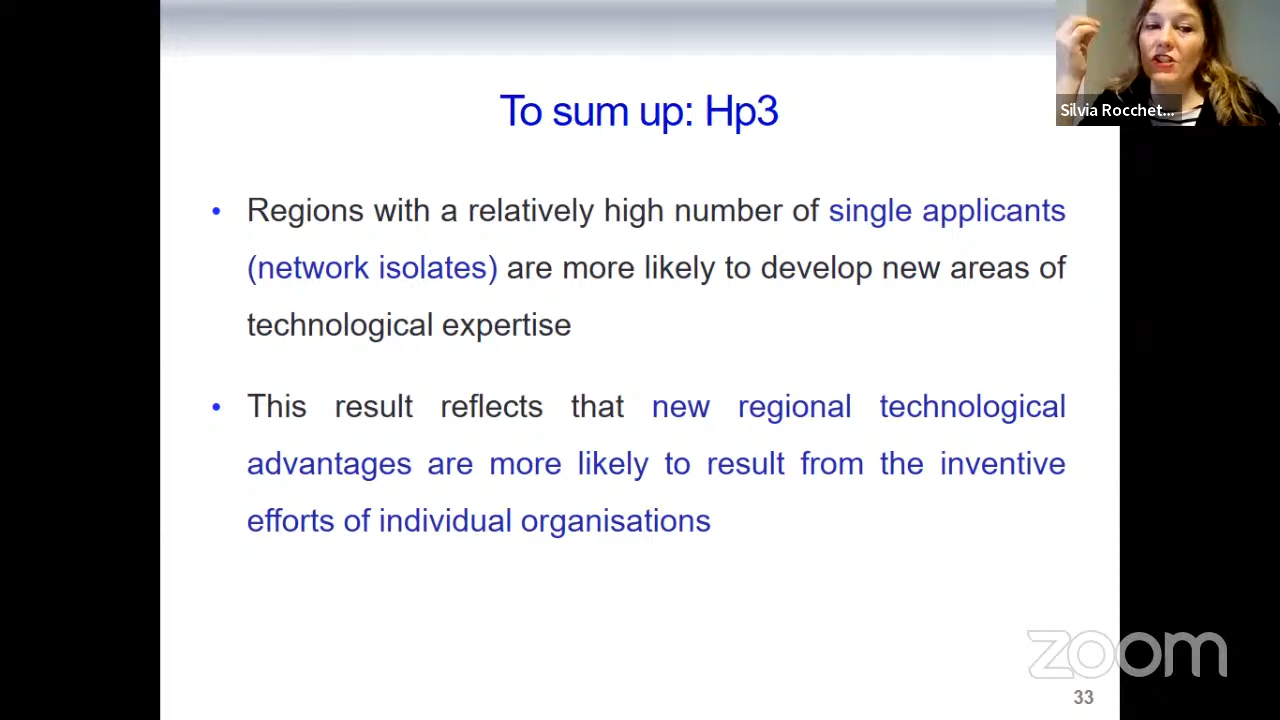 To sum up: Hp3
Silvia Rocchet...
• Regions with a relatively high number of single applicants
(network isolates) are more likely to develop new areas of
technological expertise
• This result reflects that new regional technological
advantages are more likely to result from the inventive
efforts of individual organisations
zoom
33